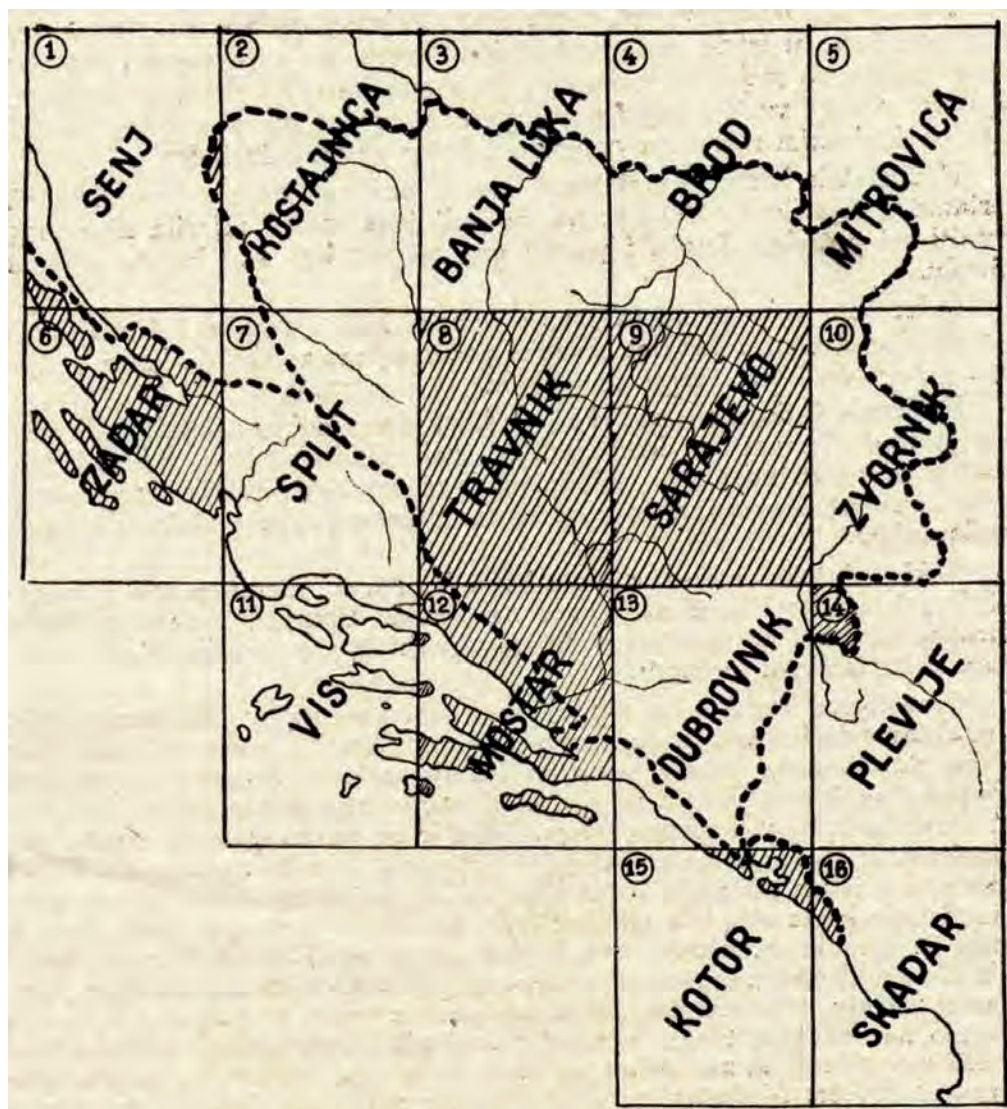 1
SENJ
2
KOSTAJNICA
3
BANJA LUKA
4
BROD
5
MITROVICA
6
ZADAR
7
SPLIT
8
TRAVNIK
9
SARAJEVO
10
ZVORNIK
11
VIS
12
MOSTAR
13
DUBROVNIK
14
PLEVLJE
15
KOTOR
16
SKADAR